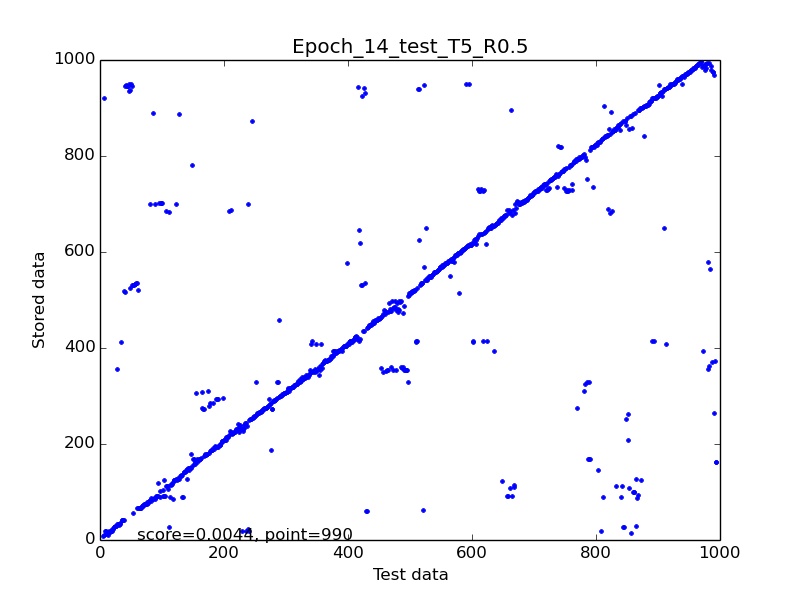 Epoch_14_test_T5_R0.5
1000
800
600
400
200
0
Stored data
score=0.0044, point=990
0 200 400 600 800 1000
Test data